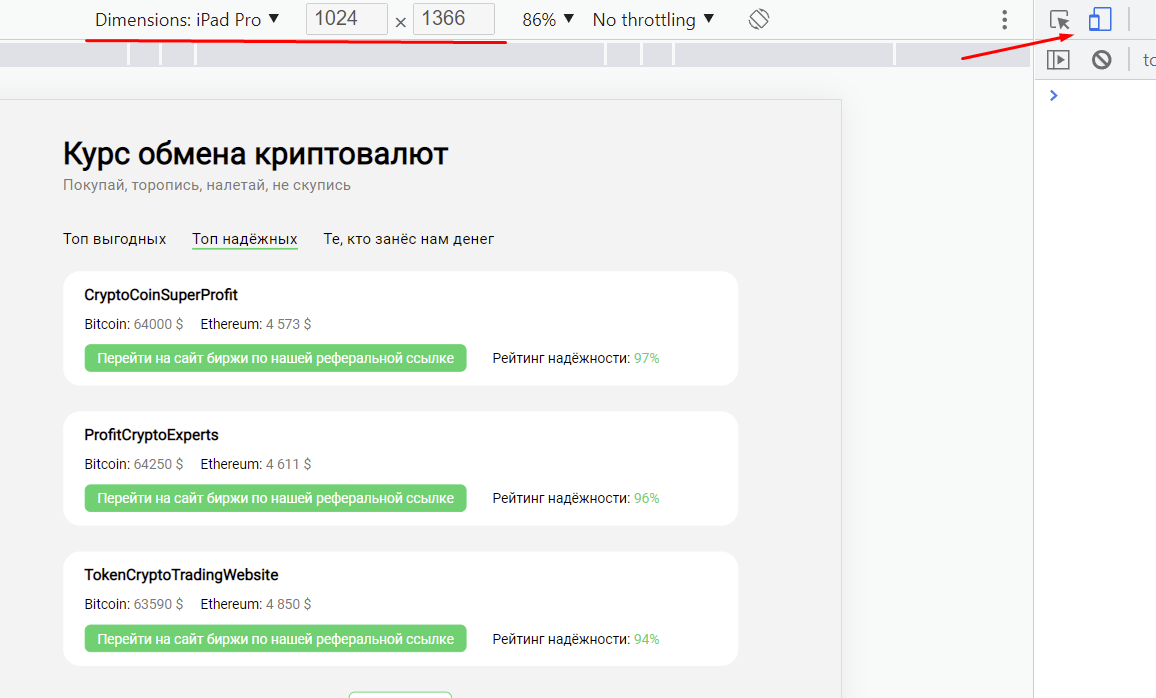 Dimensions: iPad Pro ▼ 1024 × 1366 86% ▼ No throttling ▼
Курс обмена криптовалют
Покупай, торопись, налетай, не скупись
Топ выгодных Топ надёжных Те, кто занёс нам денег
CryptoCoinSuperProfit
Bitcoin: 64000 $ Ethereum: 4 573 $
Перейти на сайт биржи по нашей реферальной ссылке Рейтинг надёжности: 97%
ProfitCryptoExperts
Bitcoin: 64250 $ Ethereum: 4 611 $
Перейти на сайт биржи по нашей реферальной ссылке Рейтинг надёжности: 96%
TokenCryptoTradingWebsite
Bitcoin: 63590 $ Ethereum: 4 850 $
Перейти на сайт биржи по нашей реферальной ссылке Рейтинг надёжности: 94%